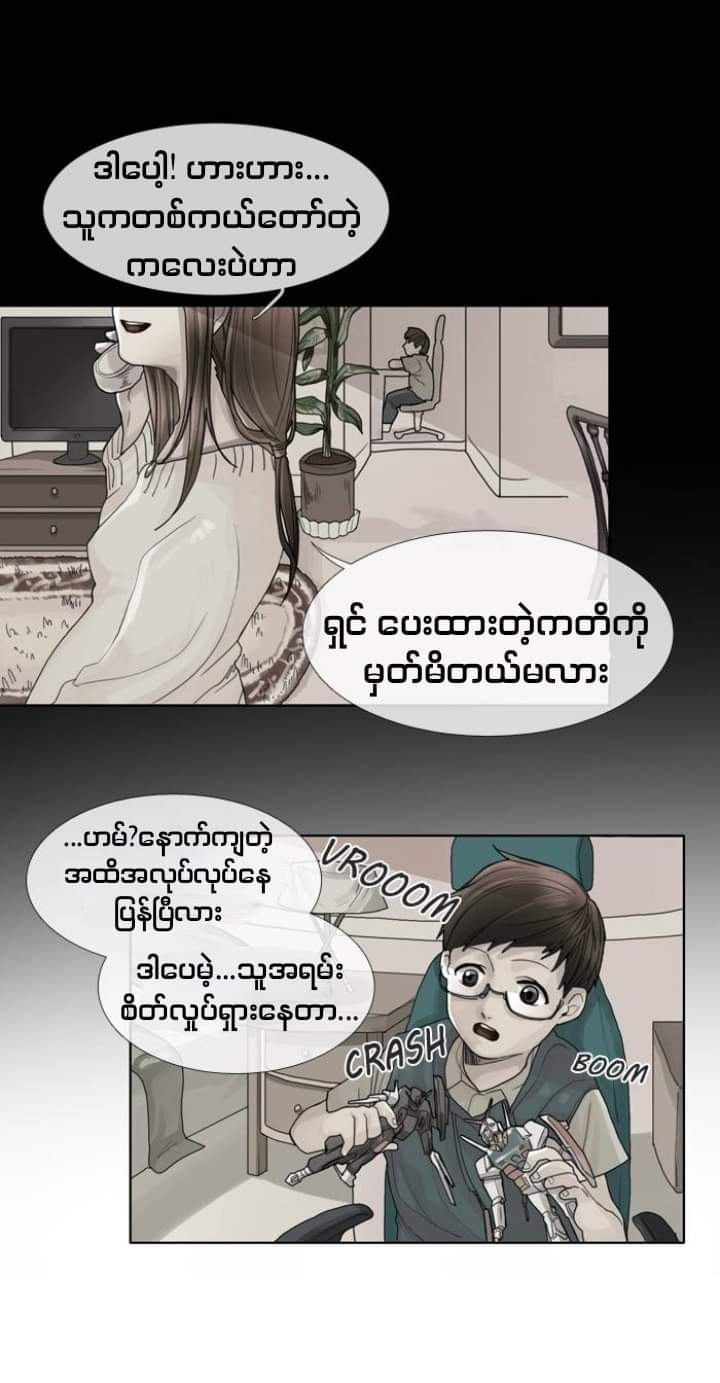 ဒါပေါ့! ဟားဟား...
သူကတစ်ကယ်တော်တဲ့
ကလေးပဲဟာ
ရှင် ပေးထားတဲ့ကတိကို
မှတ်မိတယ်မလား
...ဟမ်?နောက်ကျတဲ့
အထိအလုပ်လုပ်နေ
ပြန်ပြီလား
ဒါပေမဲ့...သူအရမ်း
စိတ်လှုပ်ရှားနေတာ...
VROOOM
CRASH
BOOM